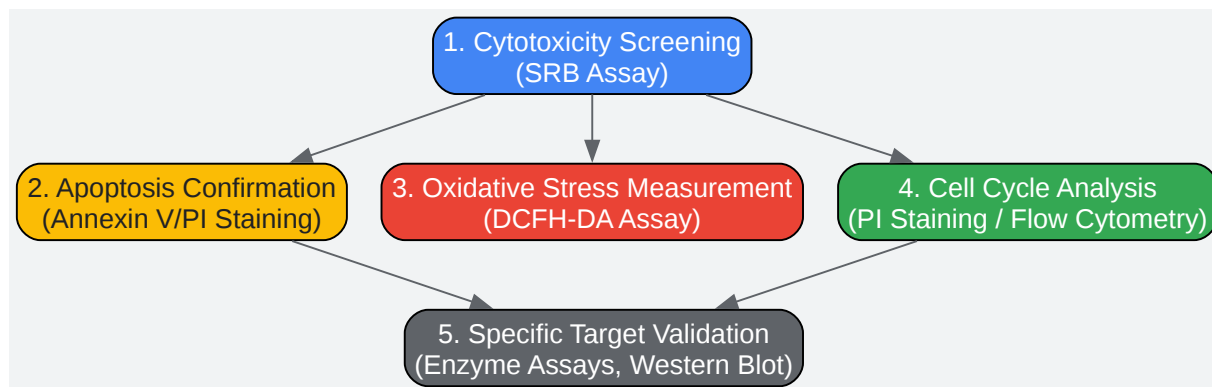 1. Cytotoxicity Screening
(SRB Assay)
2. Apoptosis Confirmation
(Annexin V/PI Staining)
3. Oxidative Stress Measurement
(DCFH-DA Assay)
4. Cell Cycle Analysis
(PI Staining / Flow Cytometry)
5. Specific Target Validation
(Enzyme Assays, Western Blot)